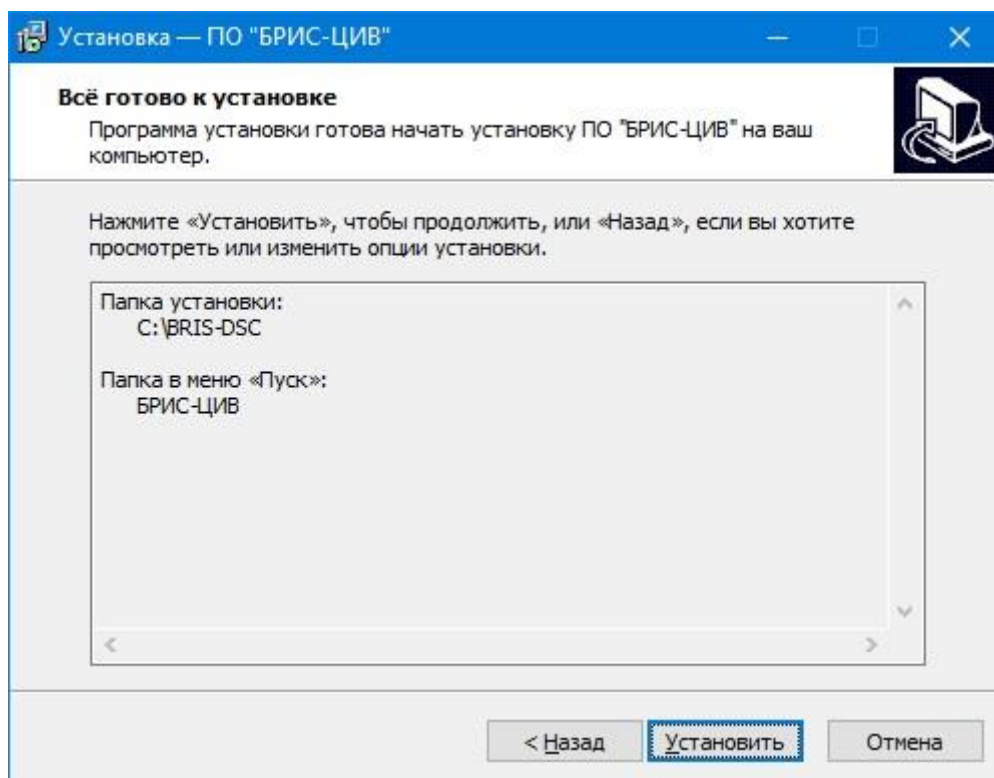 Установка — ПО "БРИС-ЦИВ"
Всё готово к установке
Программа установки готова начать установку ПО "БРИС-ЦИВ" на ваш
компьютер.
Нажмите «Установить», чтобы продолжить, или «Назад», если вы хотите
просмотреть или изменить опции установки.
Папка установки:
C:\BRIS-DSC
Папка в меню «Пуск»:
БРИС-ЦИВ
< Назад
Установить
Отмена